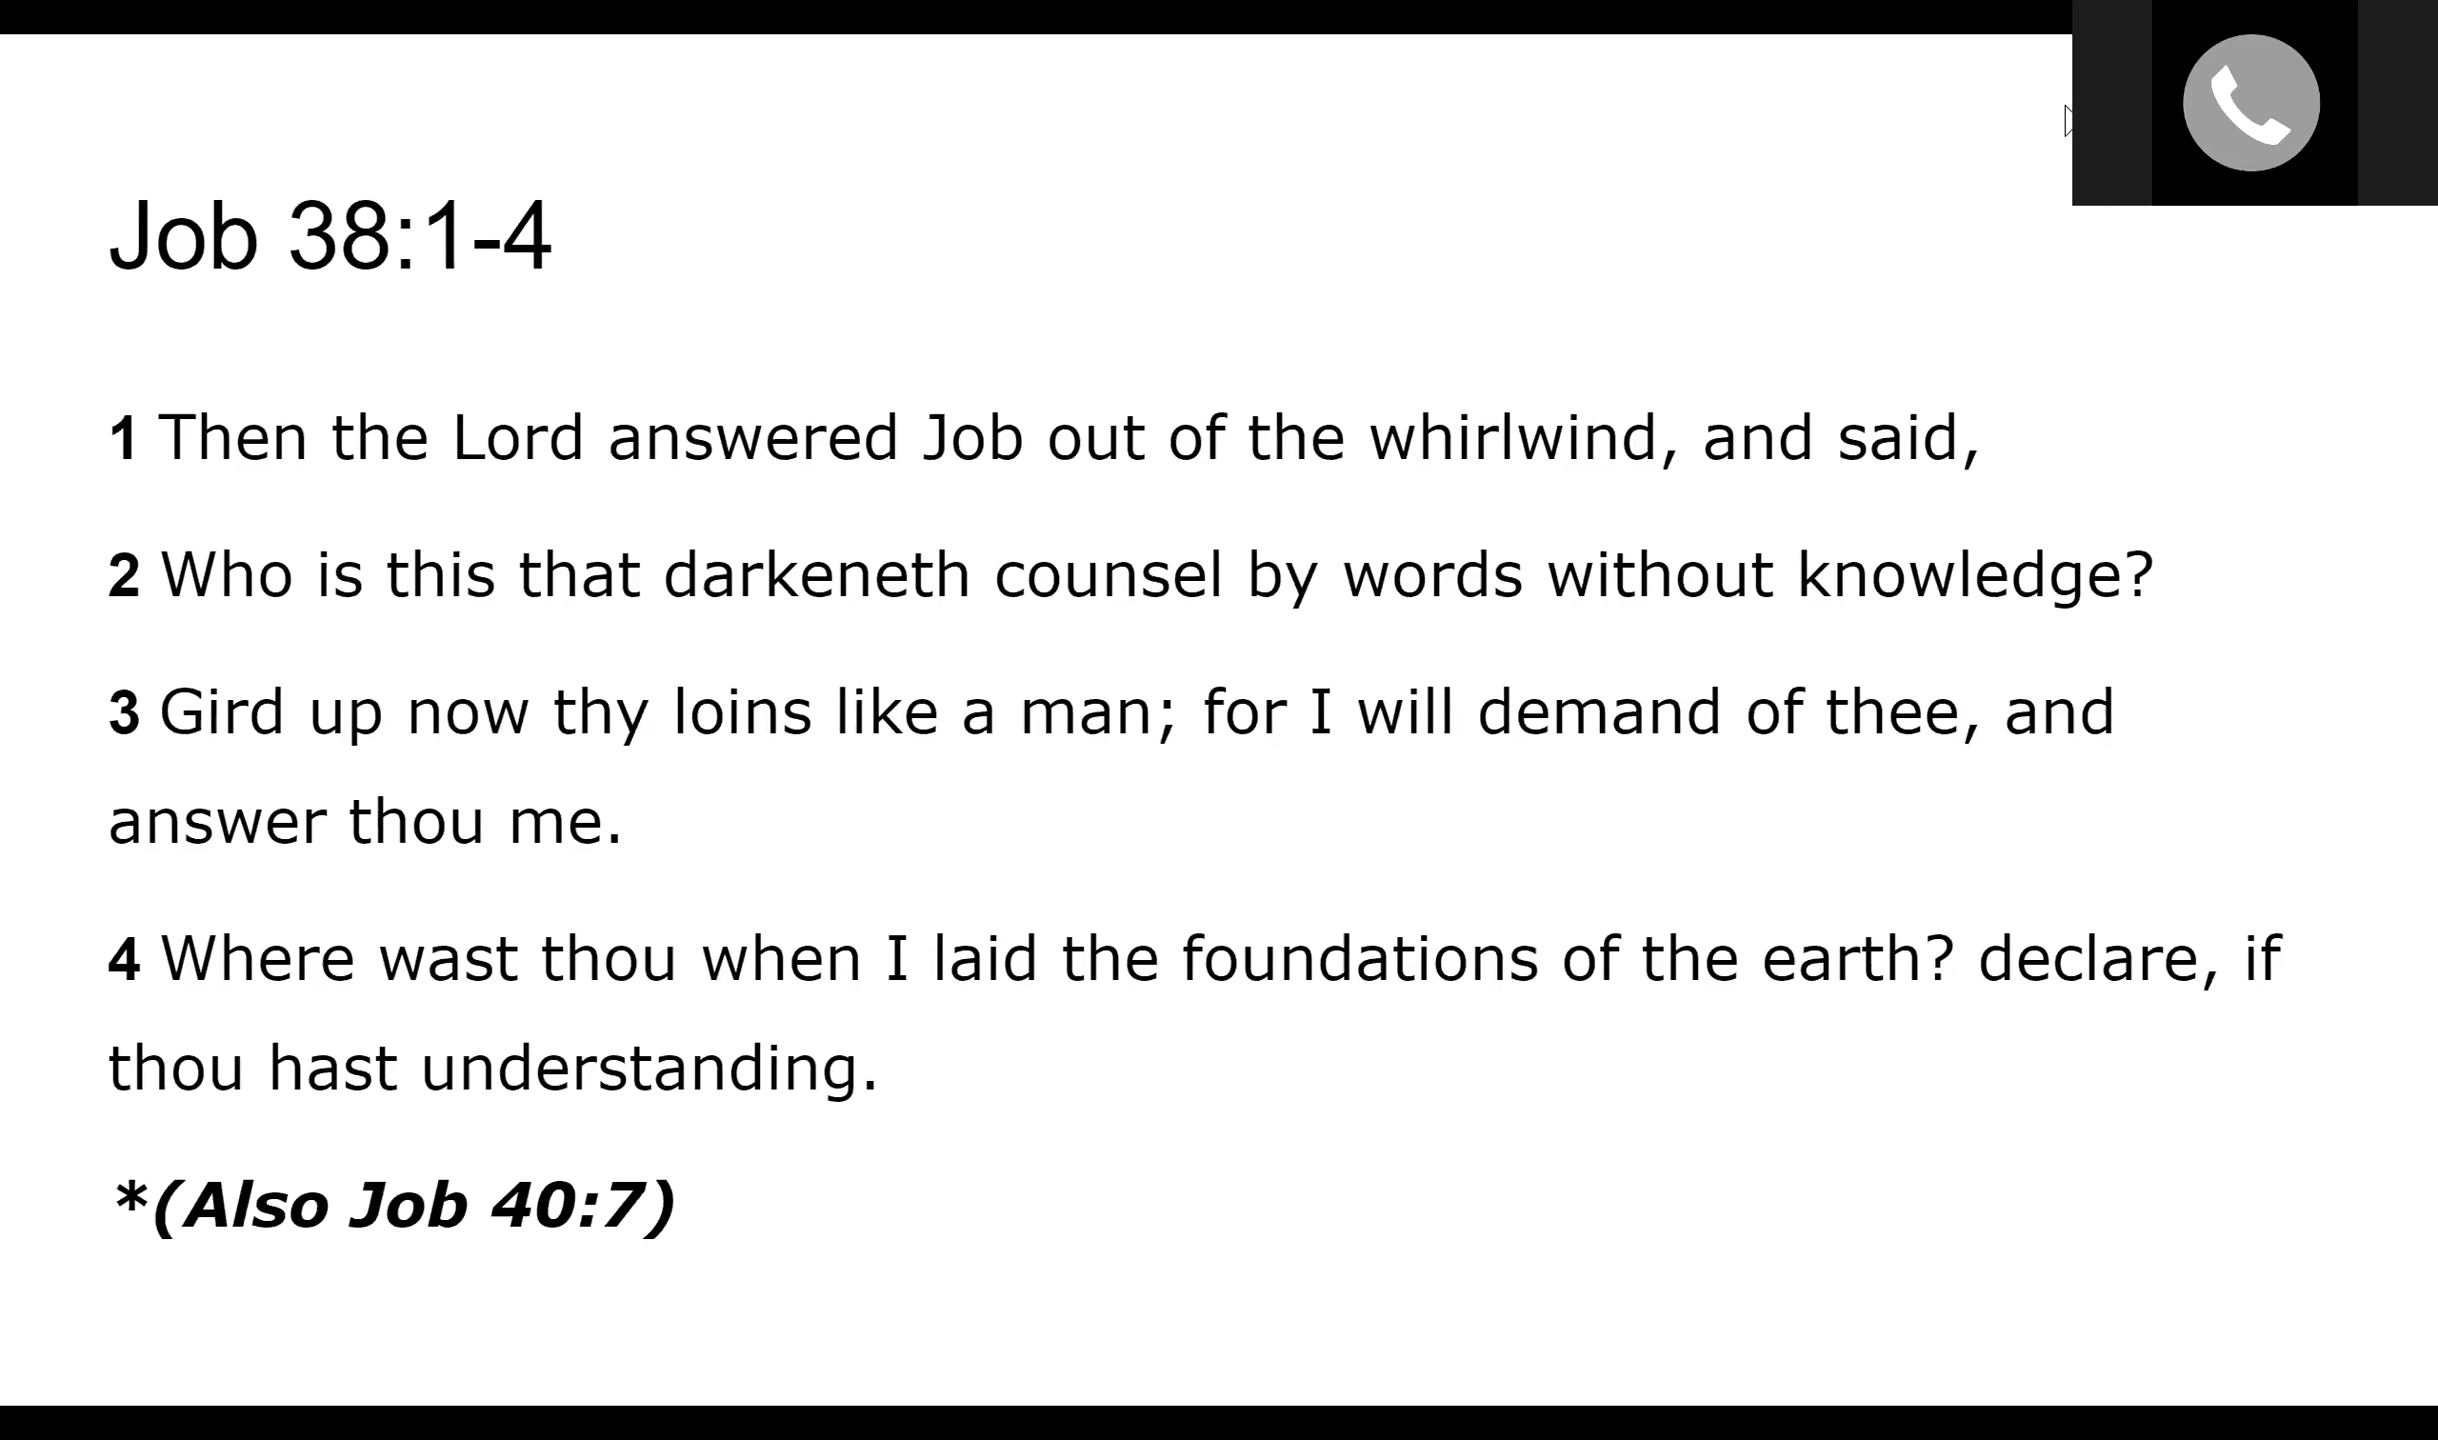 Job 38:1-4
1 Then the Lord answered Job out of the whirlwind, and said,
2 Who is this that darkeneth counsel by words without knowledge?
3 Gird up now thy loins like a man; for I will demand of thee, and
answer thou me.
4 Where wast thou when I laid the foundations of the earth? declare, if
thou hast understanding.
*(Also Job 40:7)